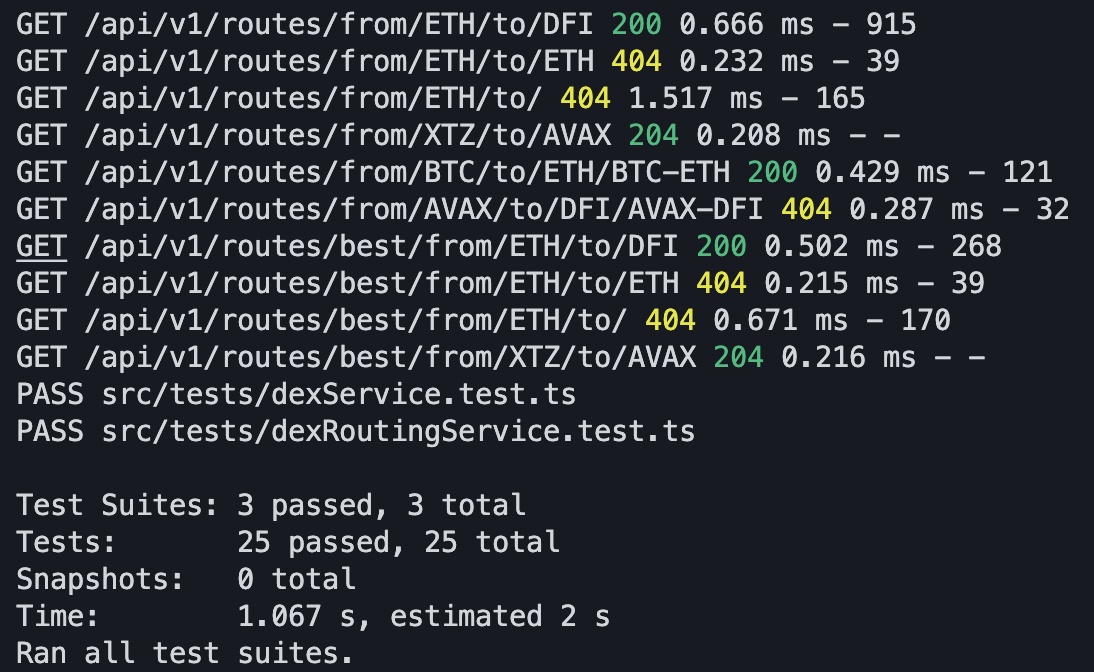 GET /api/v1/routes/from/ETH/to/DFI 200 0.666 ms - 915
GET /api/v1/routes/from/ETH/to/ETH 404 0.232 ms - 39
GET /api/v1/routes/from/ETH/to/ 404 1.517 ms - 165
GET /api/v1/routes/from/XTZ/to/AVAX 204 0.208 ms - -
GET /api/v1/routes/from/BTC/to/ETH/BTC-ETH 200 0.429 ms - 121
GET /api/v1/routes/from/AVAX/to/DFI/AVAX-DFI 404 0.287 ms - 32
GET /api/v1/routes/best/from/ETH/to/DFI 200 0.502 ms - 268
GET /api/v1/routes/best/from/ETH/to/ETH 404 0.215 ms - 39
GET /api/v1/routes/best/from/ETH/to/ 404 0.671 ms - 170
GET /api/v1/routes/best/from/XTZ/to/AVAX 204 0.216 ms - -
PASS src/tests/dexService.test.ts
PASS src/tests/dexRoutingService.test.ts
Test Suites: 3 passed, 3 total
Tests:       25 passed, 25 total
Snapshots:   0 total
Time:        1.067 s, estimated 2 s
Ran all test suites.